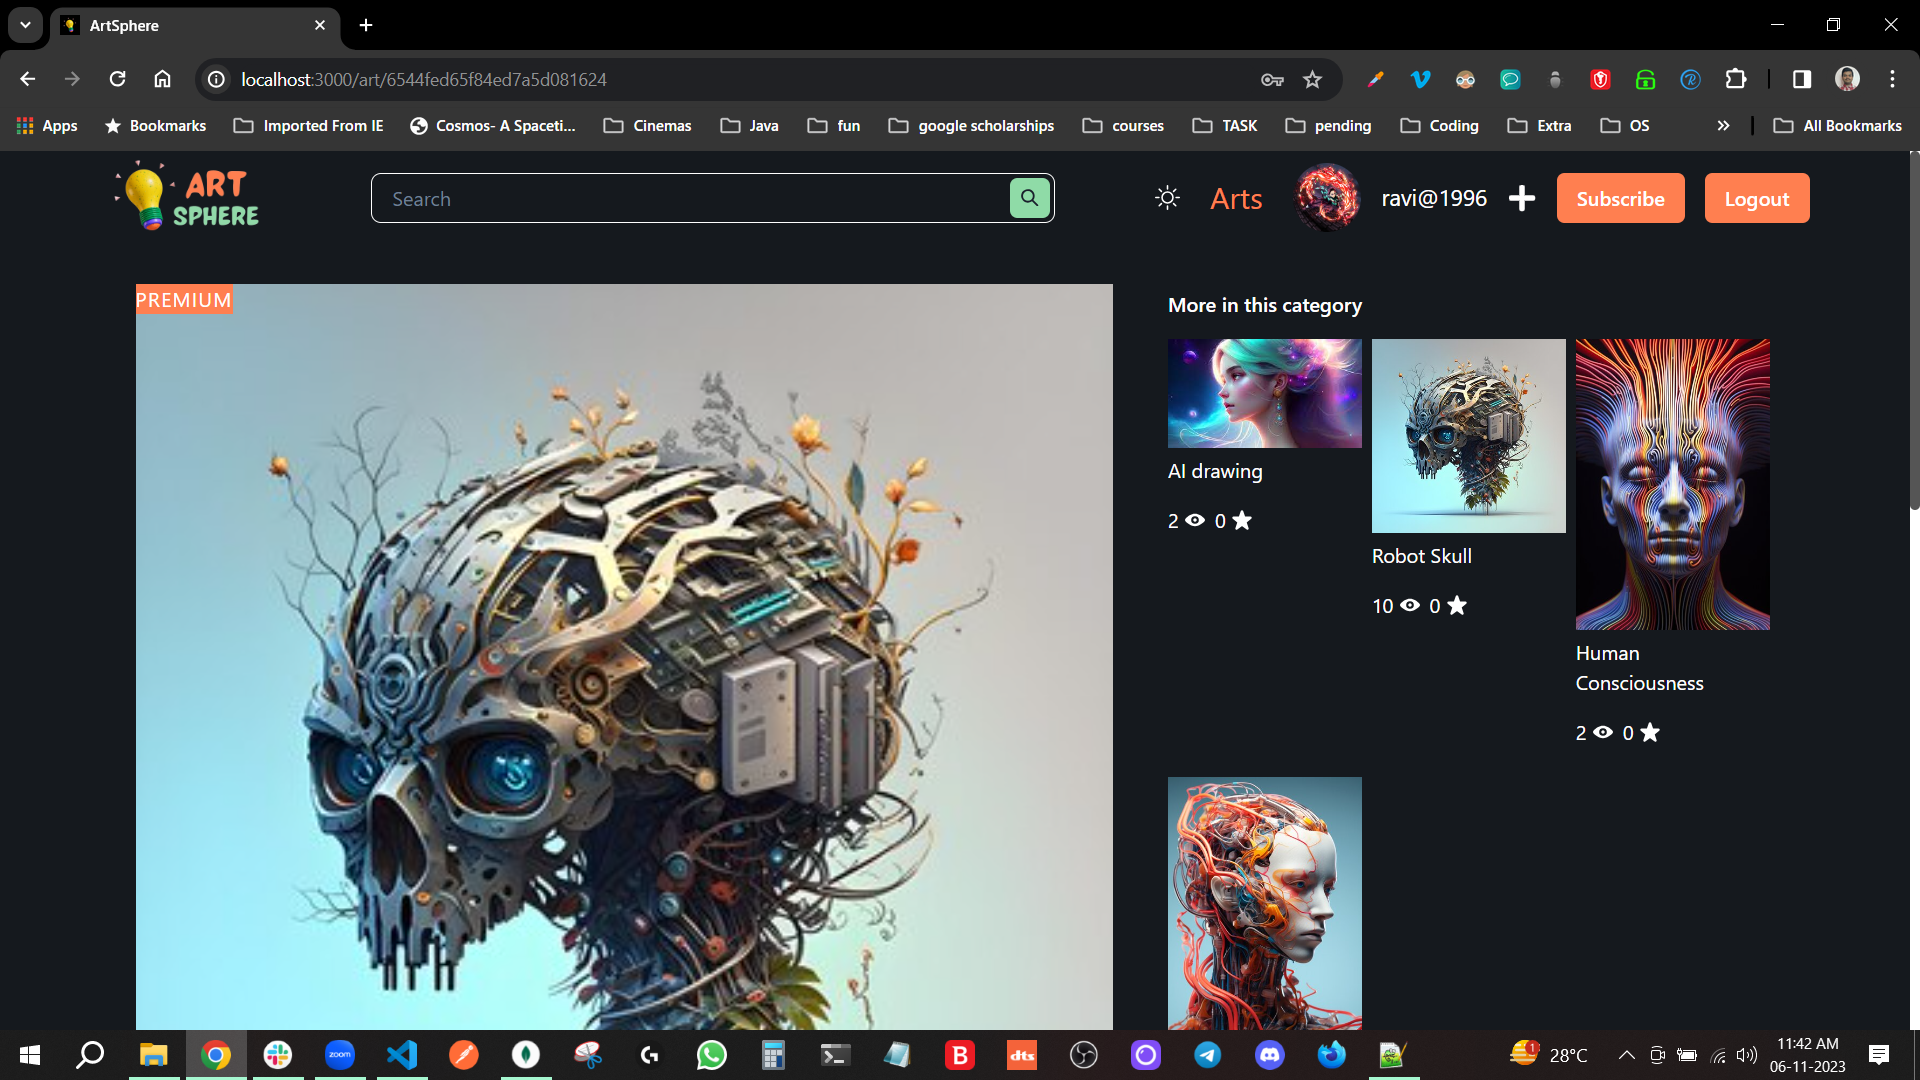 ArtSphere
localhost:3000/art/6544fed65f84ed7a5d081624
Apps
Bookmarks
Imported From IE
Cosmos- A Spaceti...
Cinemas
Java
fun
google scholarships
courses
TASK
pending
Coding
Extra
OS
All Bookmarks
ART
SPHERE
Search
Arts
ravi@1996
Subscribe
Logout
PREMIUM
More in this category
AI drawing
2 0
Robot Skull
10 0
Human
Consciousness
2 0
zoom
B
dts
1
28°C
11:42 AM
06-11-2023